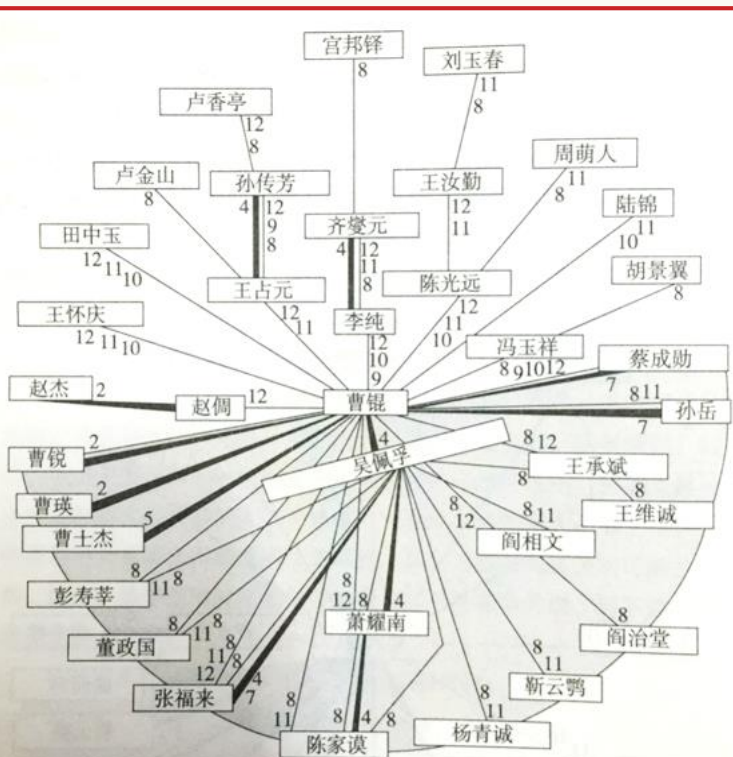 宫邦铎
8
刘玉春
11
8
卢香亭
12
8
周荫人
11
8
卢金山
8
孙传芳
4 12
9
8
王汝勤
12
11
陆锦
11
10
田中玉
12 11 10
齐燮元
4 12
11
8
胡景翼
8
王占元
12
11
陈光远
12
11
10
王怀庆
12 11 10
李纯
12
10
9
冯玉祥
8 9 10 12
蔡成勋
7
赵杰
2
赵倜
12
曹锟
8 11
孙岳
7
曹锐
2
4
吴佩孚
8 12
王承斌
8
曹瑛
2
8
王维诚
曹士杰
5
8
12
8 11
阎相文
彭寿莘
8
11
8
8
12
8
4
萧耀南
8
阎治堂
董政国
8
11
8
8
11
12
8
8
11
靳云鹗
张福来
4
7
8
11
8
4
8
陈家谟
8
11
杨青诚